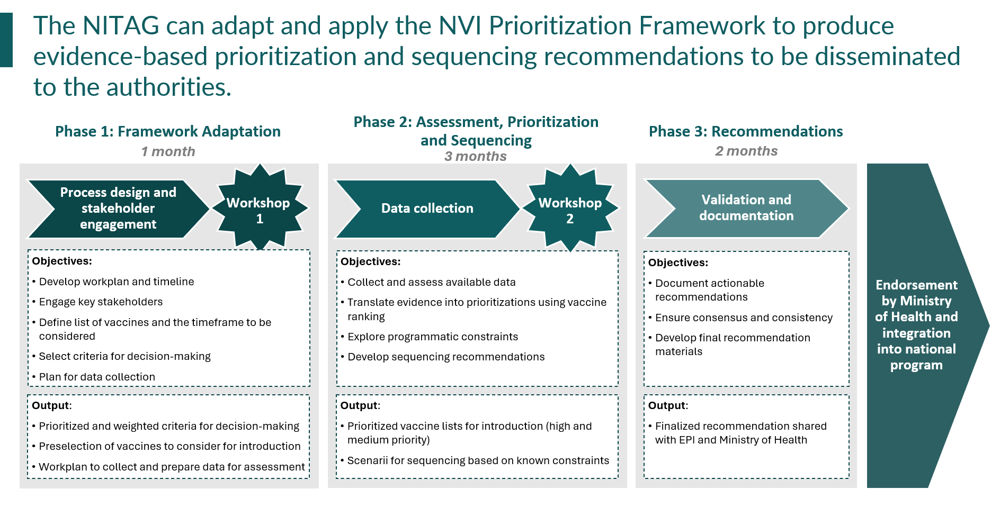 The NITAG can adapt and apply the NVI Prioritization Framework to produce
evidence-based prioritization and sequencing recommendations to be disseminated
to the authorities.
Phase 1: Framework Adaptation
1 month
Process design and
stakeholder
engagement
Workshop
1
Objectives:
• Develop workplan and timeline
• Engage key stakeholders
• Define list of vaccines and the timeframe to be
considered
• Select criteria for decision-making
• Plan for data collection
Output:
• Prioritized and weighted criteria for decision-making
• Preselection of vaccines to consider for introduction
• Workplan to collect and prepare data for assessment
Phase 2: Assessment, Prioritization
and Sequencing
3 months
Data collection
Workshop
2
Objectives:
• Collect and assess available data
• Translate evidence into prioritizations using vaccine
ranking
• Explore programmatic constraints
• Develop sequencing recommendations
Output:
• Prioritized vaccine lists for introduction (high and
medium priority)
• Scenarii for sequencing based on known constraints
Phase 3: Recommendations
2 months
Validation and
documentation
Objectives:
• Document actionable
recommendations
• Ensure consensus and consistency
• Develop final recommendation
materials
Output:
• Finalized recommendation shared
with EPI and Ministry of Health
Endorsement
by Ministry
of Health and
integration
into national
program